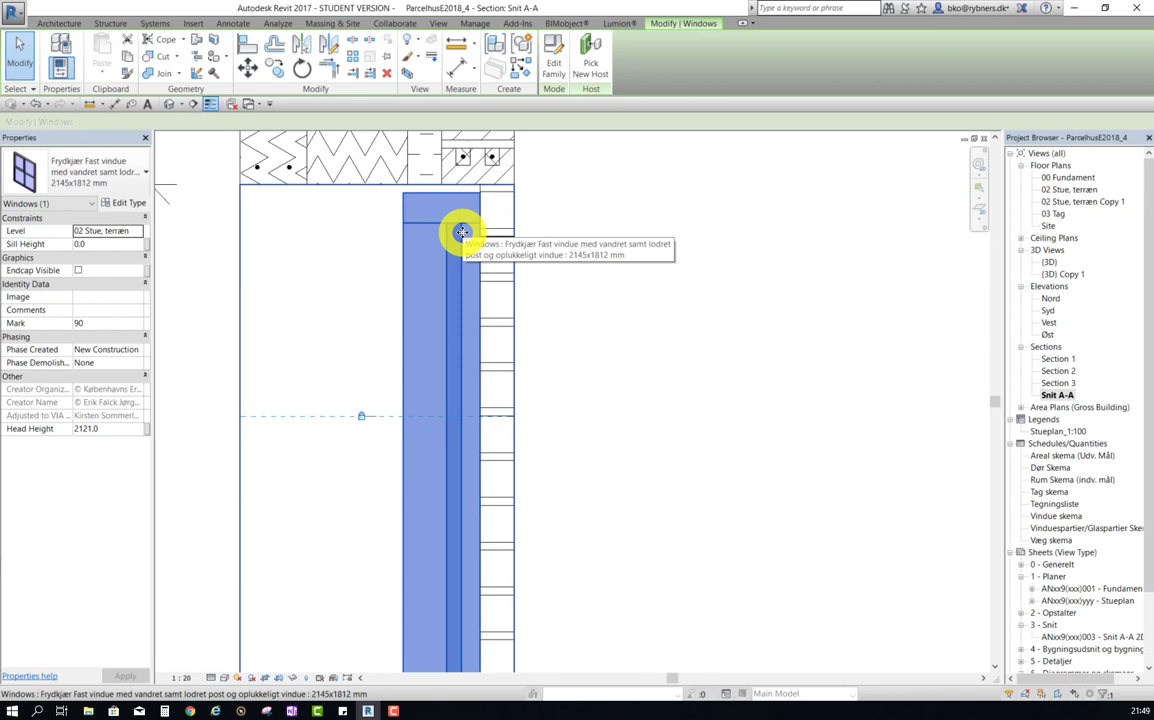 Autodesk Revit 2017 - STUDENT VERSION - ParcelhusE2018_4 - Section: Snit A-A
Type a keyword or phrase
bko@rybners.dk
Architecture Structure Systems Insert Annotate Analyze Massing & Site Collaborate View Manage Add-Ins BIMobject® Lumion® Modify | Windows
Modify
Properties
Paste
Cope
Cut
Join
Edit
Family
Pick
New Host
Select Properties Clipboard Geometry Modify View Measure Create Mode Host
Modify | Windows
Properties
Frydkjær Fast vindue
med vandret samt lodr...
2145x1812 mm
Windows (1)
Edit Type
Constraints
Level 02 Stue, terræn
Sill Height 0.0
Graphics
Endcap Visible
Identity Data
Image
Comments
Mark 90
Phasing
Phase Created New Construction
Phase Demolish... None
Other
Creator Organiz... © Københavns Er...
Creator Name © Erik Falck Jørg...
Adjusted to VIA ... Kirsten Sommerl...
Head Height 2121.0
Properties help
Apply
Windows : Frydkjær Fast vindue med vandret samt lodret
post og oplukkeligt vindue : 2145x1812 mm
1 : 20
Project Browser - ParcelhusE2018_4
Views (all)
Floor Plans
00 Fundament
02 Stue, terræn
02 Stue, terræn Copy 1
03 Tag
Site
Ceiling Plans
3D Views
(3D)
(3D) Copy 1
Elevations
Nord
Syd
Vest
Øst
Sections
Section 1
Section 2
Section 3
Snit A-A
Area Plans (Gross Building)
Legends
Stueplan_1:100
Schedules/Quantities
Areal skema (Udv. Mål)
Dør Skema
Rum Skema (indv. mål)
Tag skema
Tegningsliste
Vindue skema
Vinduespartier/Glaspartier Ske
Væg skema
Sheets (View Type)
0 - Generelt
1 - Planer
ANxx9(xxx)001 - Fundamen
ANxx9(xxx)yyy - Stueplan
2 - Opstalter
3 - Snit
ANxx9(xxx)003 - Snit A-A 2D
4 - Bygningsudsnit og bygning
5 - Detaljer
Windows : Frydkjær Fast vindue med vandret samt lodret post og oplukkeligt vindue : 2145x1812 mm
:0
Main Model
:1
21:49